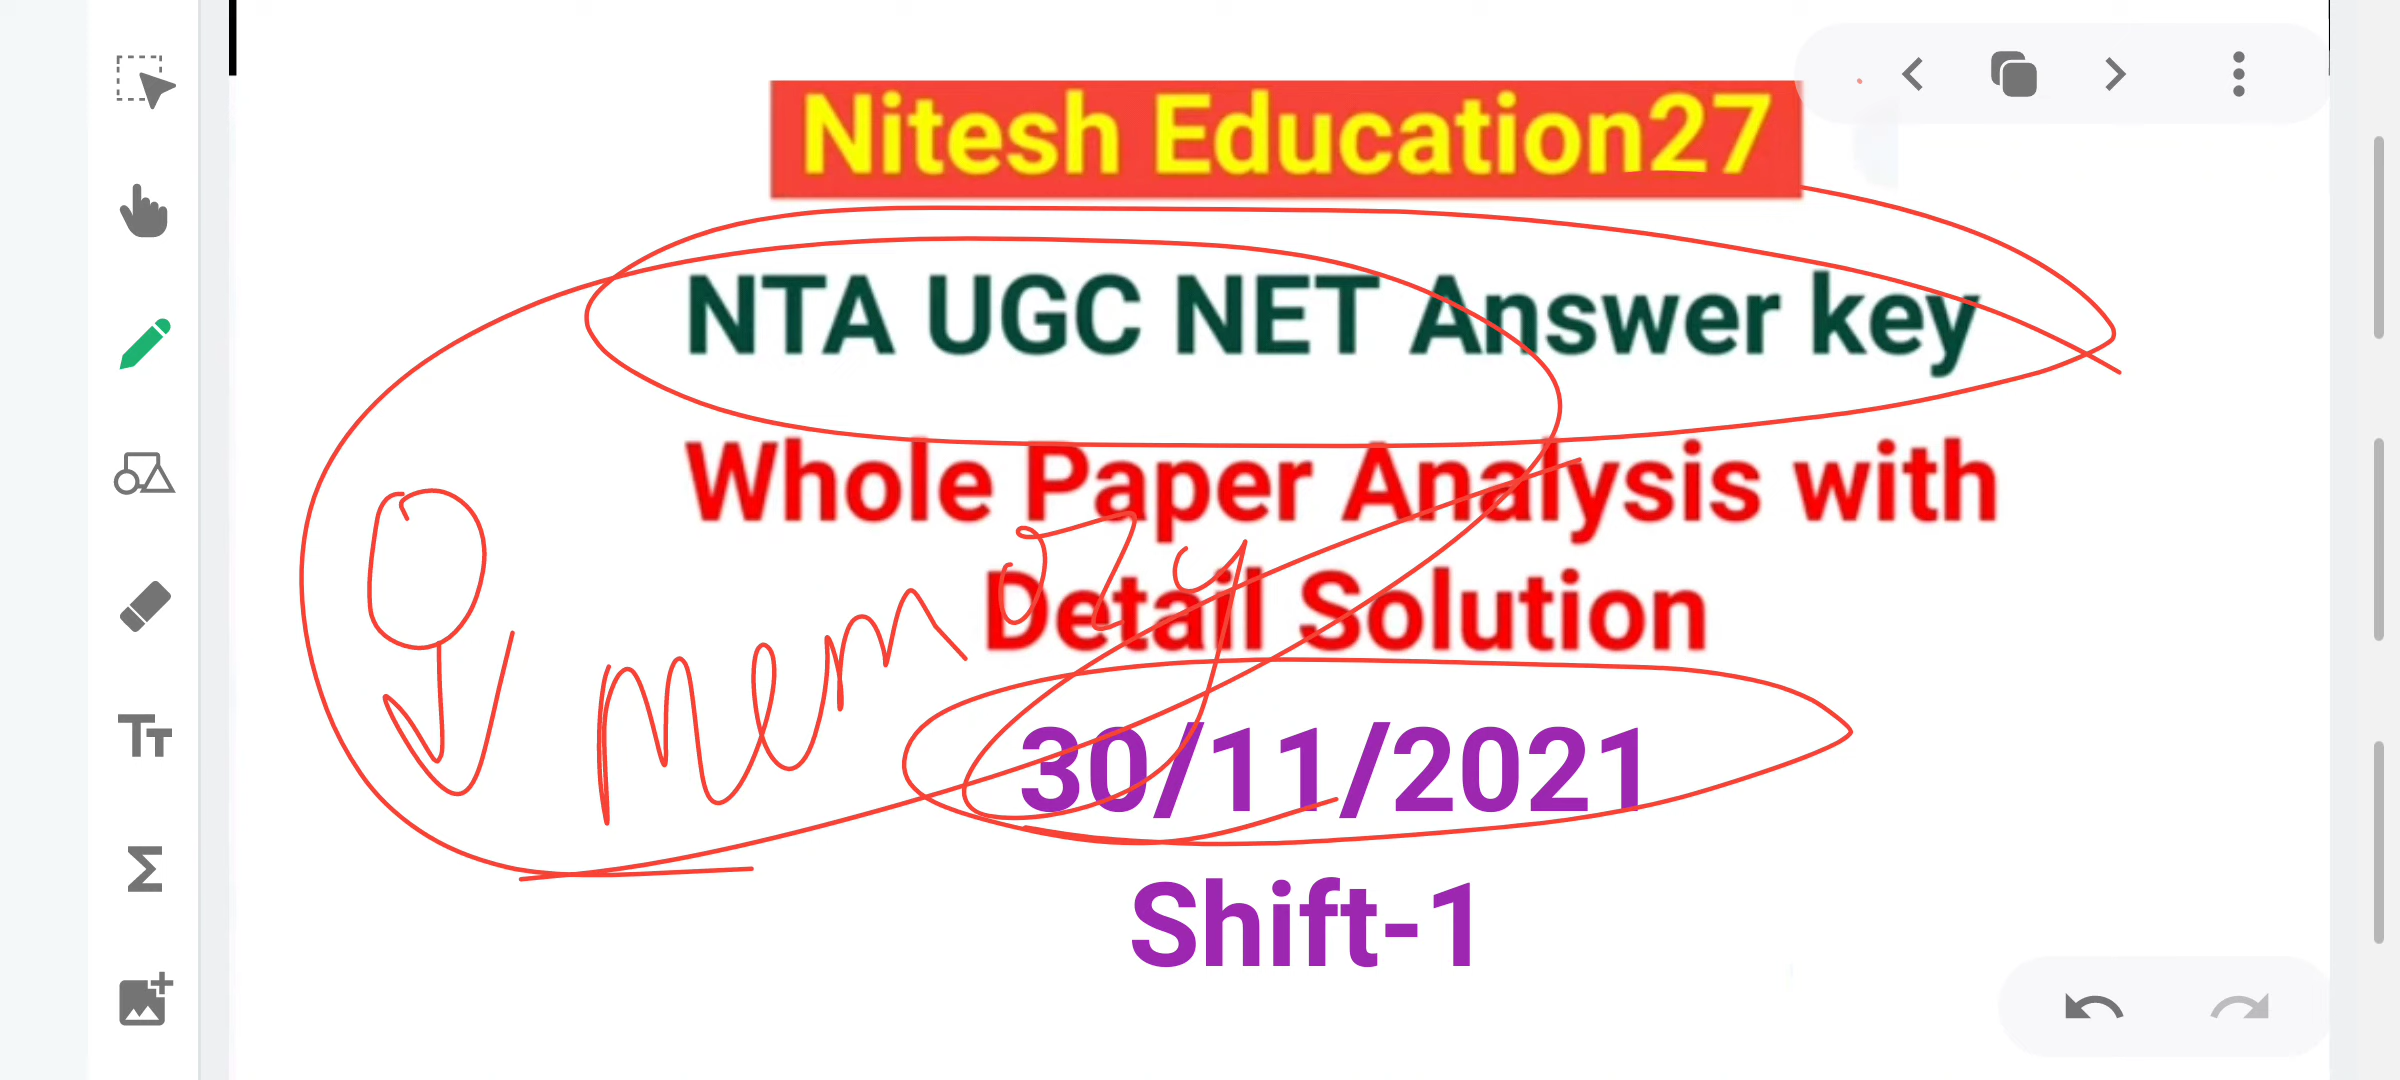 Nitesh Education27
NTA UGC NET Answer key
Whole Paper Analysis with
Detail Solution
Memory
30/11/2021
Shift-1